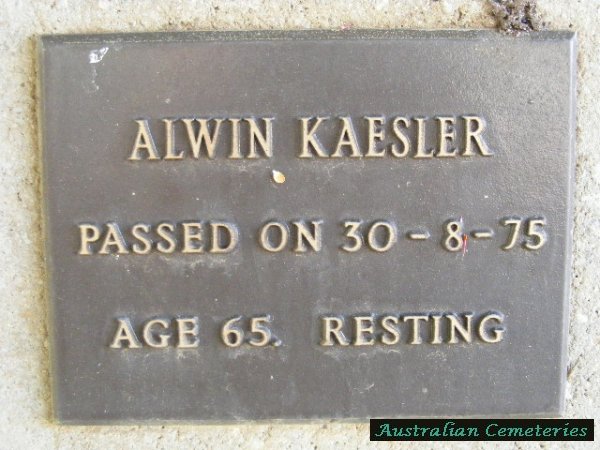 ALWIN KAESLER
PASSED ON 30-8-75
AGE 65. RESTING
Australian Cemeteries